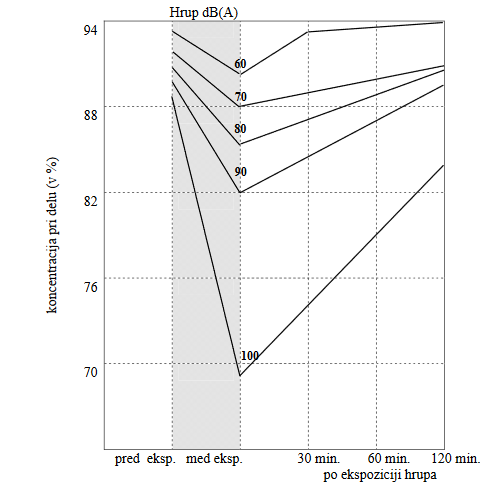 Hrup dB(A)
94
88
82
76
70
koncentracija pri delu (v %)
60
70
80
90
100
pred eksp.
med eksp.
30 min.
60 min.
120 min.
po ekspoziciji hrupa